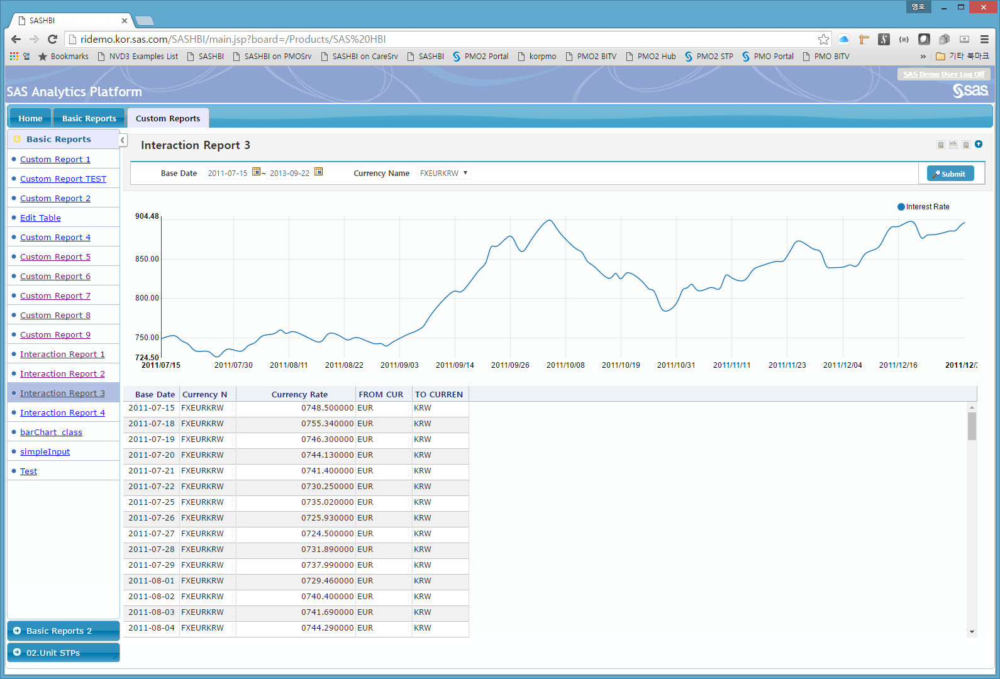 영호
SASHBI
ridemo.kor.sas.com/SASHBI/main.jsp?board=/Products/SAS%20HBI
앱 Bookmarks NVD3 Examples List SASHBI SASHBI on PMOSrv SASHBI on CareSrv SASHBI PMO2 Portal korpmo PMO2 BITV PMO2 Hub PMO2 STP PMO Portal PMO BITV » 기타 북마크
SAS Demo User Log Off
SAS Analytics Platform
sas
Home Basic Reports Custom Reports
Basic Reports
Custom Report 1
Custom Report TEST
Custom Report 2
Edit Table
Custom Report 4
Custom Report 5
Custom Report 6
Custom Report 7
Custom Report 8
Custom Report 9
Interaction Report 1
Interaction Report 2
Interaction Report 3
Interaction Report 4
barChart_class
simpleInput
Test
Basic Reports 2
02.Unit STPs
Interaction Report 3
Base Date 2011-07-15 ~ 2013-09-22 Currency Name FXEURKRW Submit
Interest Rate
904.48
850.00
800.00
750.00
724.50
2011/07/15 2011/07/30 2011/08/11 2011/08/22 2011/09/03 2011/09/14 2011/09/26 2011/10/08 2011/10/19 2011/10/31 2011/11/11 2011/11/23 2011/12/04 2011/12/16 2011/12/3
Base Date Currency N Currency Rate FROM CUR TO CURREN
2011-07-15 FXEURKRW 0748.500000 EUR KRW
2011-07-18 FXEURKRW 0755.340000 EUR KRW
2011-07-19 FXEURKRW 0746.300000 EUR KRW
2011-07-20 FXEURKRW 0744.130000 EUR KRW
2011-07-21 FXEURKRW 0741.400000 EUR KRW
2011-07-22 FXEURKRW 0730.250000 EUR KRW
2011-07-25 FXEURKRW 0735.020000 EUR KRW
2011-07-26 FXEURKRW 0725.930000 EUR KRW
2011-07-27 FXEURKRW 0724.500000 EUR KRW
2011-07-28 FXEURKRW 0731.890000 EUR KRW
2011-07-29 FXEURKRW 0737.990000 EUR KRW
2011-08-01 FXEURKRW 0729.460000 EUR KRW
2011-08-02 FXEURKRW 0740.400000 EUR KRW
2011-08-03 FXEURKRW 0741.690000 EUR KRW
2011-08-04 FXEURKRW 0744.290000 EUR KRW